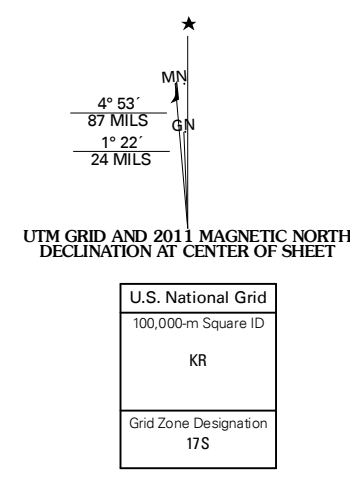 ★
MN
4° 53´
87 MILS
GN
1° 22´
24 MILS
UTM GRID AND 2011 MAGNETIC NORTH
DECLINATION AT CENTER OF SHEET
U.S. National Grid
100,000-m Square ID
KR
Grid Zone Designation
17S